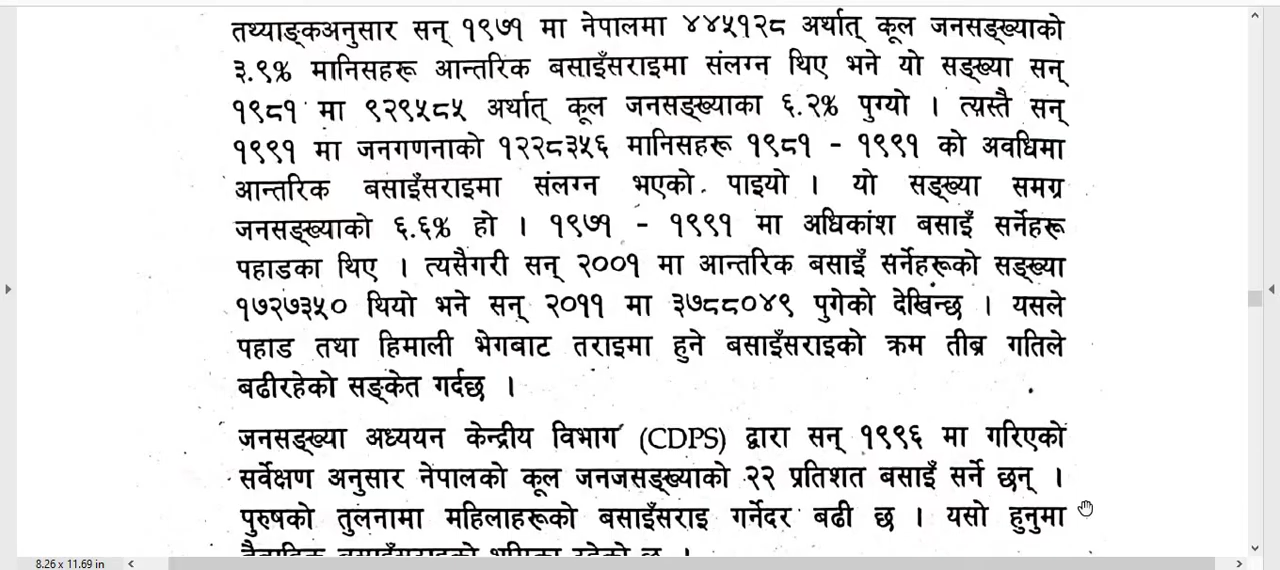 तथ्याङ्कअनुसार सन् १९७१ मा नेपालमा ४४५१२८ अर्थात् कूल जनसङ्ख्याको
३.९% मानिसहरू आन्तरिक बसाइँसराइमा संलग्न थिए भने यो सङ्ख्या सन्
१९८१ मा ९२९५८५ अर्थात् कूल जनसङ्ख्याका ६.२% पुग्यो । त्यस्तै सन्
१९९१ मा जनगणनाको १२२८३५६ मानिसहरू १९८१ - १९९१ को अवधिमा
आन्तरिक बसाइँसराइमा संलग्न भएको पाइयो । यो सङ्ख्या समग्र
जनसङ्ख्याको ६.६% हो । १९७१ - १९९१ मा अधिकांश बसाइँ सर्नेहरू
पहाडका थिए । त्यसैगरी सन् २००१ मा आन्तरिक बसाइँ सर्नेहरूको सङ्ख्या
१७२७३५० थियो भने सन् २०११ मा ३७८८०४९ पुगेको देखिन्छ । यसले
पहाड तथा हिमाली भेगबाट तराइमा हुने बसाइँसराइको क्रम तीब्र गतिले
बढीरहेको सङ्केत गर्दछ ।
जनसङ्ख्या अध्ययन केन्द्रीय विभाग (CDPS) द्वारा सन् १९९६ मा गरिएको
सर्वेक्षण अनुसार नेपालको कूल जनजसङ्ख्याको २२ प्रतिशत बसाइँ सर्ने छन् ।
पुरुषको तुलनामा महिलाहरूको बसाइँसराइ गर्नेदर बढी छ । यसो हुनुमा
8.26 x 11.69 in